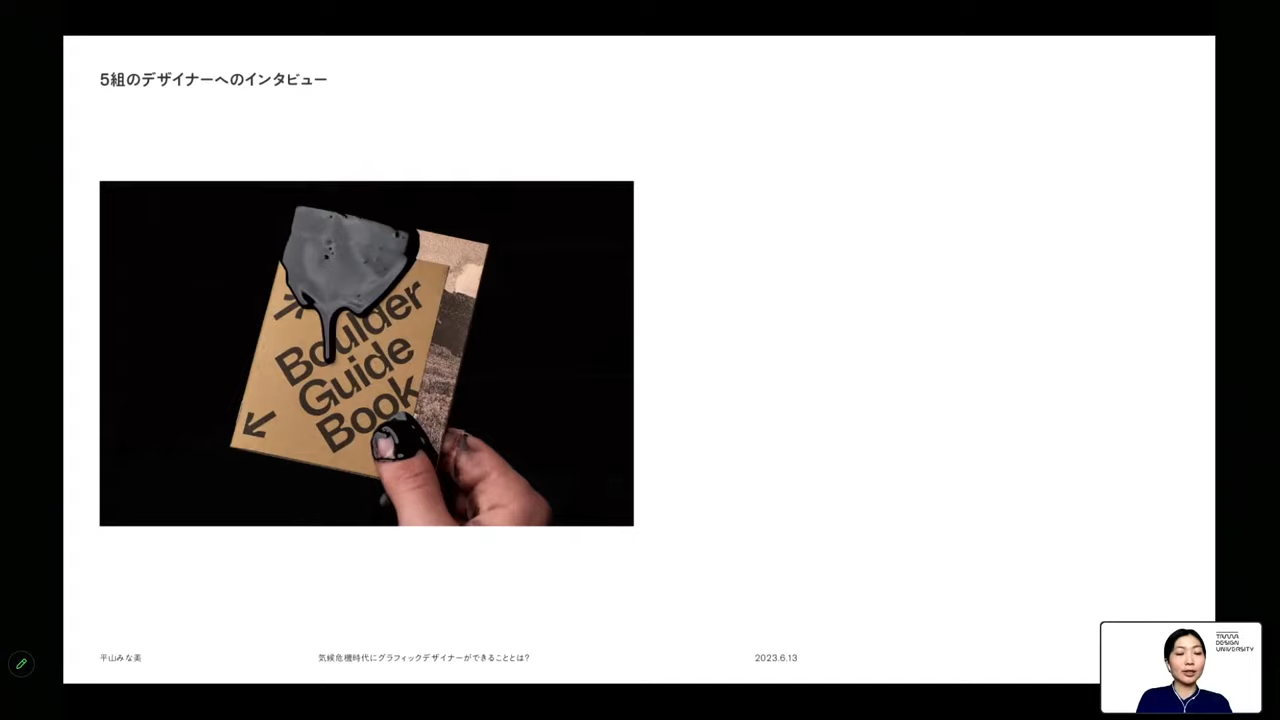 5組のデザイナーへのインタビュー
Boulder
Guide
Book
平山みな美
気候危機時代にグラフィックデザイナーができることとは?
2023.6.13
TAMA
DESIGN
UNIVERSITY